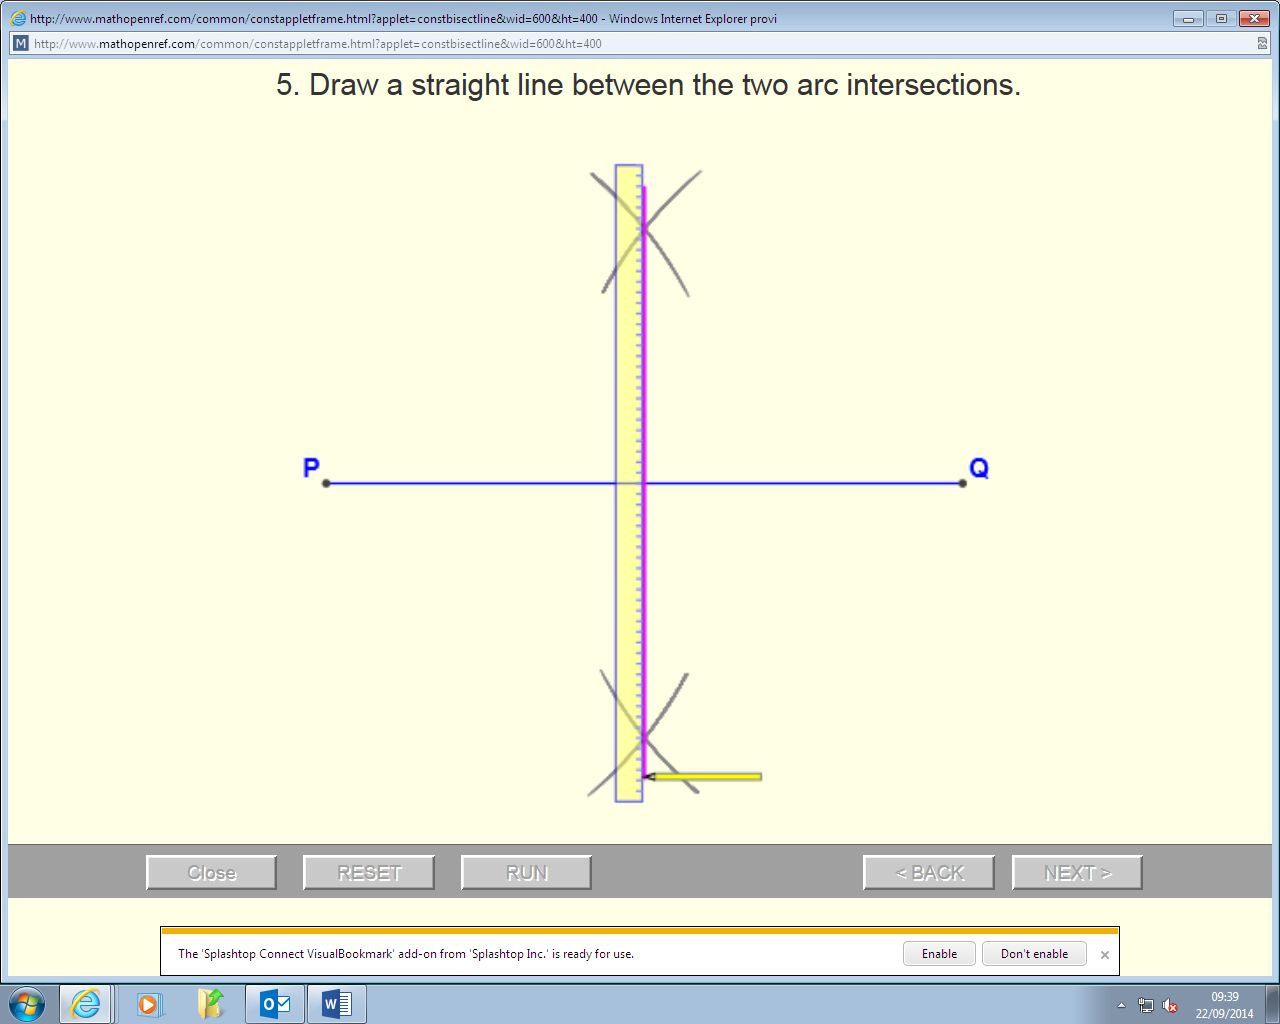 http://www.mathopenref.com/common/constappletframe.html?applet=constbisectline&wid=600&ht=400 - Windows Internet Explorer provi
M http://www.mathopenref.com/common/constappletframe.html?applet=constbisectline&wid=600&ht=400
5. Draw a straight line between the two arc intersections.
P Q
Close RESET RUN < BACK NEXT >
The 'Splashtop Connect VisualBookmark' add-on from 'Splashtop Inc.' is ready for use. Enable Don't enable ×
09:39
22/09/2014